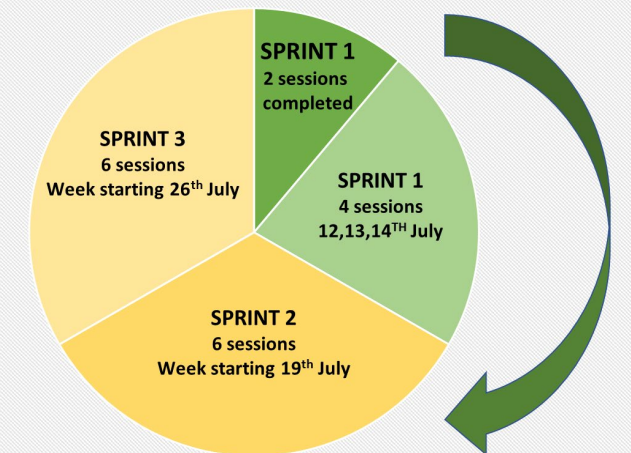 SPRINT 1
2 sessions
completed
SPRINT 1
4 sessions
12,13,14TH July
SPRINT 2
6 sessions
Week starting 19th July
SPRINT 3
6 sessions
Week starting 26th July